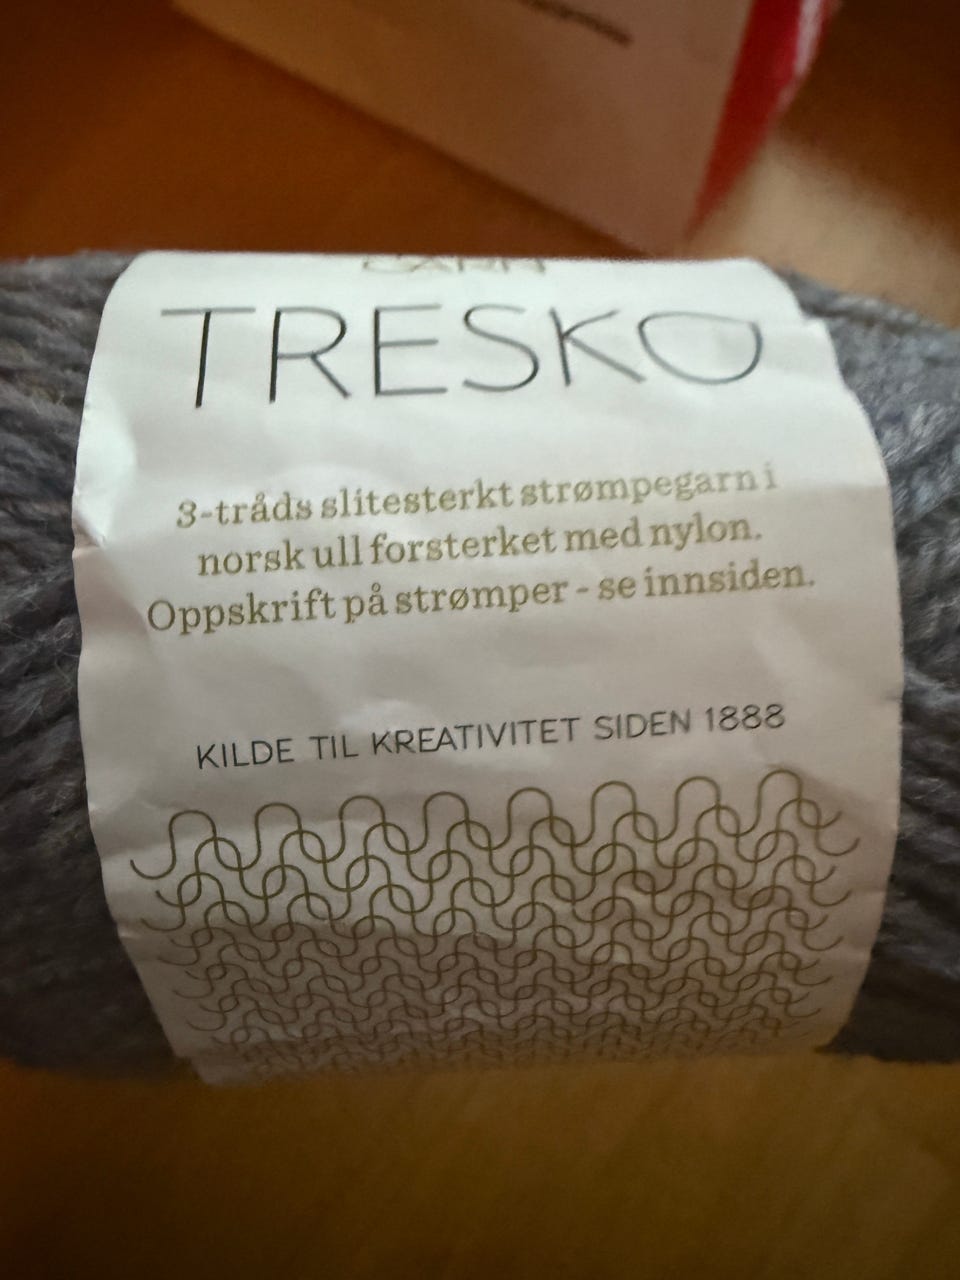 TRESKO
3-tråds slitesterkt strømpegarn i
norsk ull forsterket med nylon.
Oppskrift på strømper - se innsiden.
KILDE TIL KREATIVITET SIDEN 1888